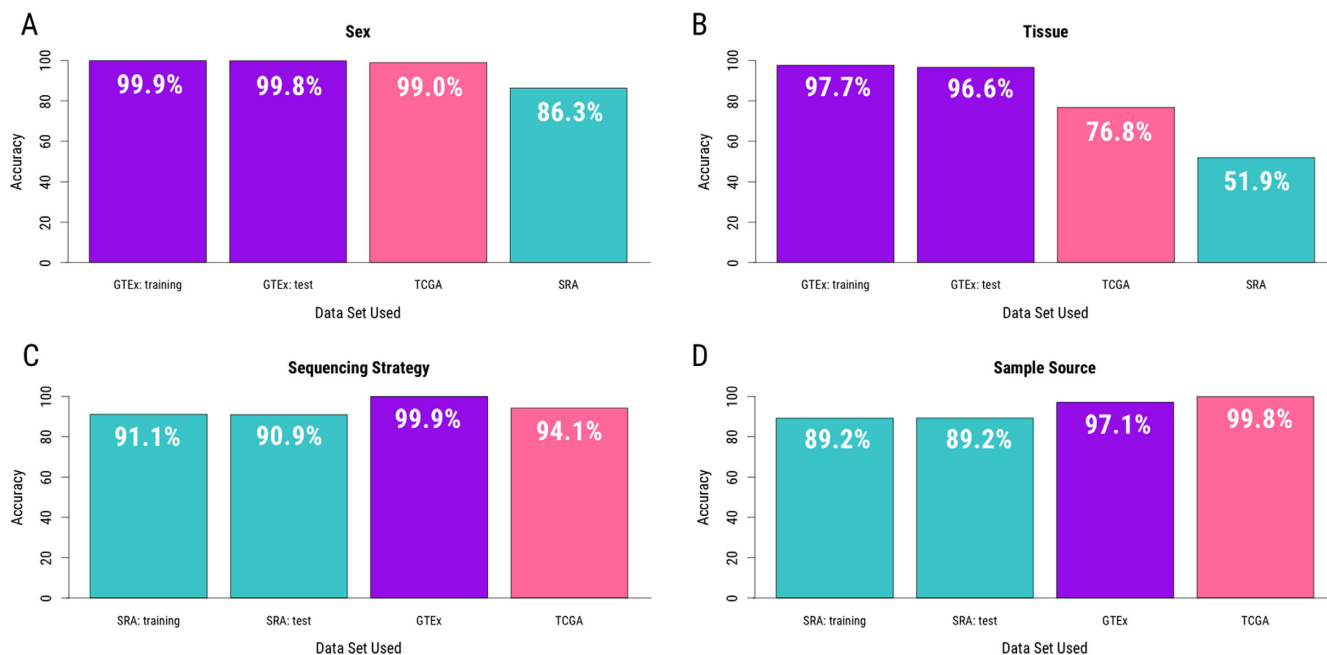 A
Sex
Accuracy
100
80
60
40
20
0
99.9%
99.8%
99.0%
86.3%
GTEx: training
GTEx: test
TCGA
SRA
Data Set Used
B
Tissue
Accuracy
100
80
60
40
20
0
97.7%
96.6%
76.8%
51.9%
GTEx: training
GTEx: test
TCGA
SRA
Data Set Used
C
Sequencing Strategy
Accuracy
100
80
60
40
20
0
91.1%
90.9%
99.9%
94.1%
SRA: training
SRA: test
GTEx
TCGA
Data Set Used
D
Sample Source
Accuracy
100
80
60
40
20
0
89.2%
89.2%
97.1%
99.8%
SRA: training
SRA: test
GTEx
TCGA
Data Set Used